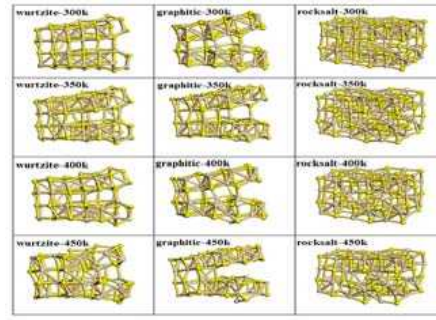 wurtzite-300k
graphitic-300k
rocksalt-300k
wurtzite-350k
graphitic-350k
rocksalt-350k
wurtzite-400k
graphitic-400k
rocksalt-400k
wurtzite-450k
graphitic-450k
rocksalt-450k